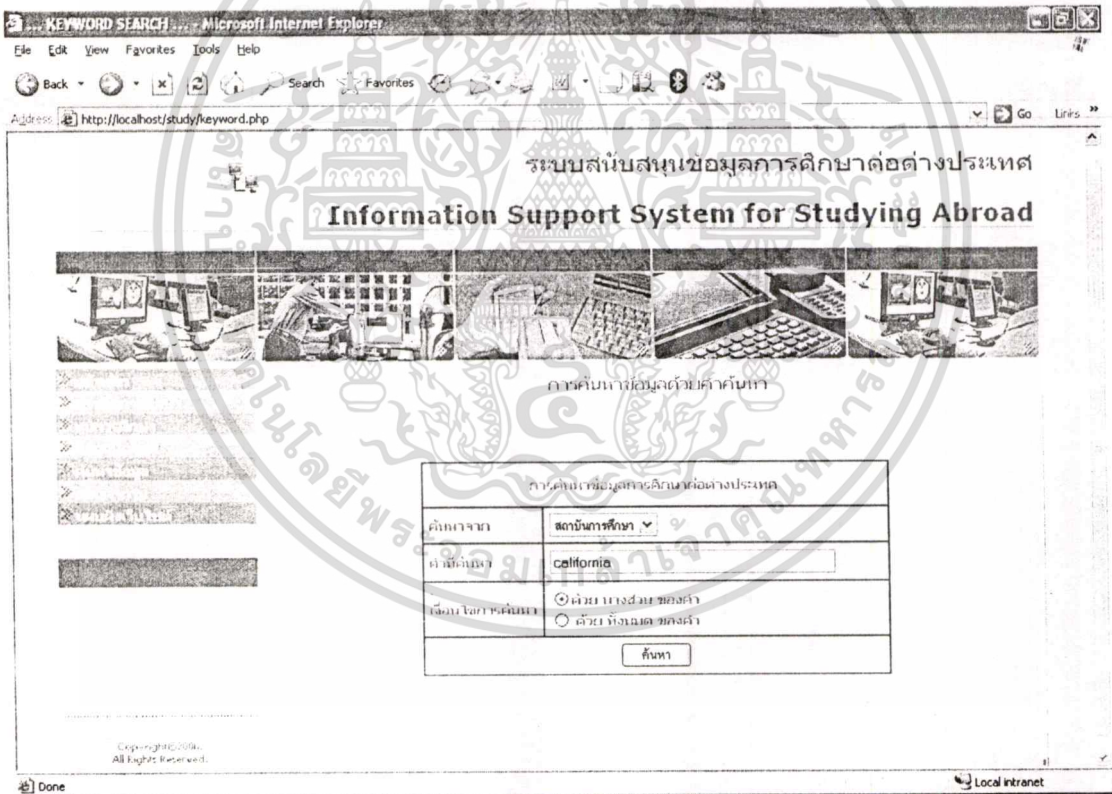 ... KEYWORD SEARCH ... - Microsoft Internet Explorer
File Edit View Favorites Tools Help
Back Search Favorites
Address http://localhost/study/keyword.php Go Links
ระบบสนับสนุนข้อมูลการศึกษาต่อต่างประเทศ
Information Support System for Studying Abroad
การค้นหาข้อมูลด้วยคำค้นหา
การค้นหาข้อมูลการศึกษาต่อต่างประเทศ
ค้นหาจาก สถาบันการศึกษา
คำที่ค้นหา california
เงื่อนไขการค้นหา ด้วย บางส่วน ของคำ
ด้วย ทั้งหมด ของคำ
ค้นหา
All Rights Reserved.
Done Local intranet